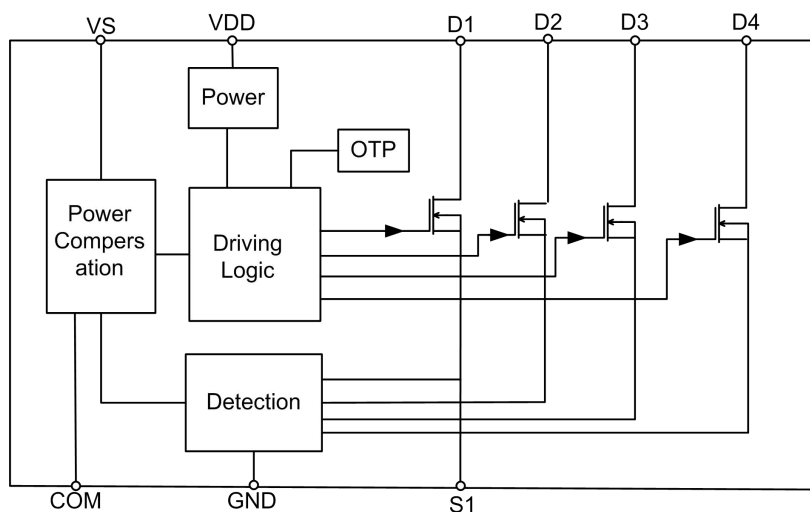 VS VDD D1 D2 D3 D4
Power
OTP
Power
Compers
ation
Driving
Logic
Detection
COM GND S1